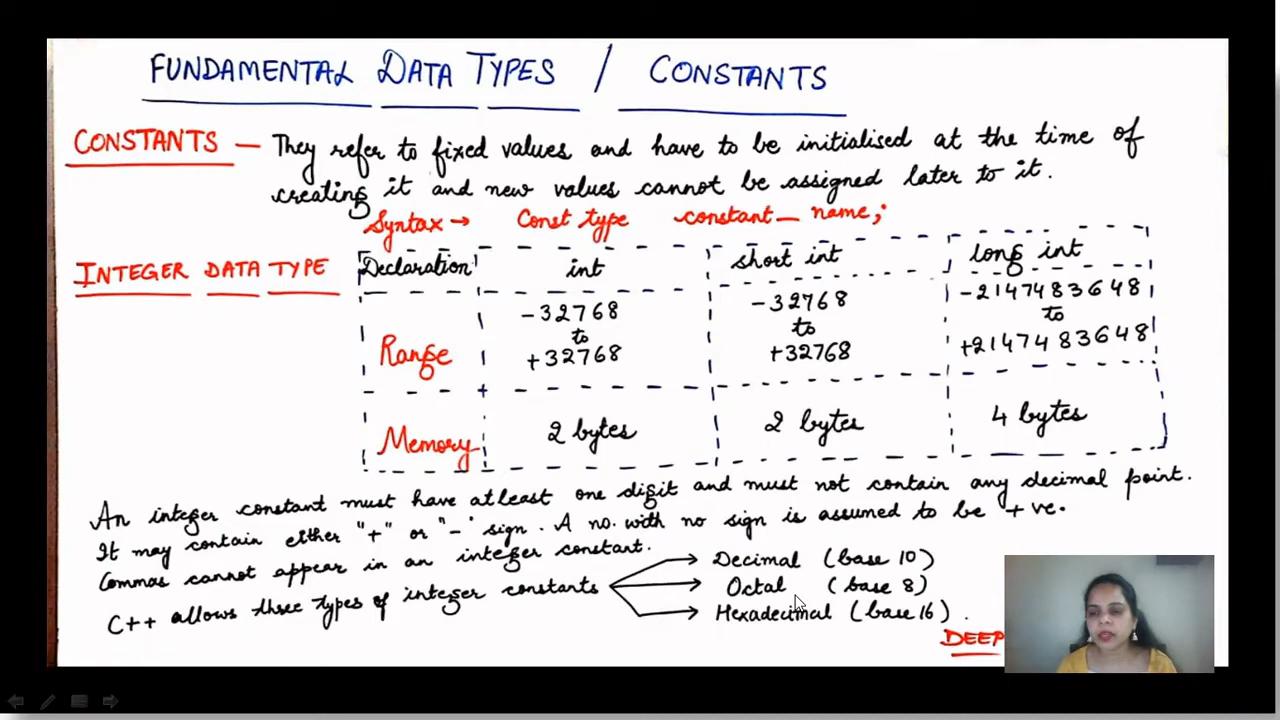 FUNDAMENTAL DATA TYPES / CONSTANTS
CONSTANTS — They refer to fixed values and have to be initialised at the time of
creating it and new values cannot be assigned later to it.
Syntax → Const type constant_name;
INTEGER DATA TYPE
Declaration int short int long int
Range -32768 to +32768 -32768 to +32768 -2147483648 to +2147483648
Memory 2 bytes 2 bytes 4 bytes
An integer constant must have atleast one digit and must not contain any decimal point.
It may contain either "+" or "-" sign. A no. with no sign is assumed to be +ve.
Commas cannot appear in an integer constant.
C++ allows three types of integer constants
Decimal (base 10)
Octal (base 8)
Hexadecimal (base 16).
DEEP